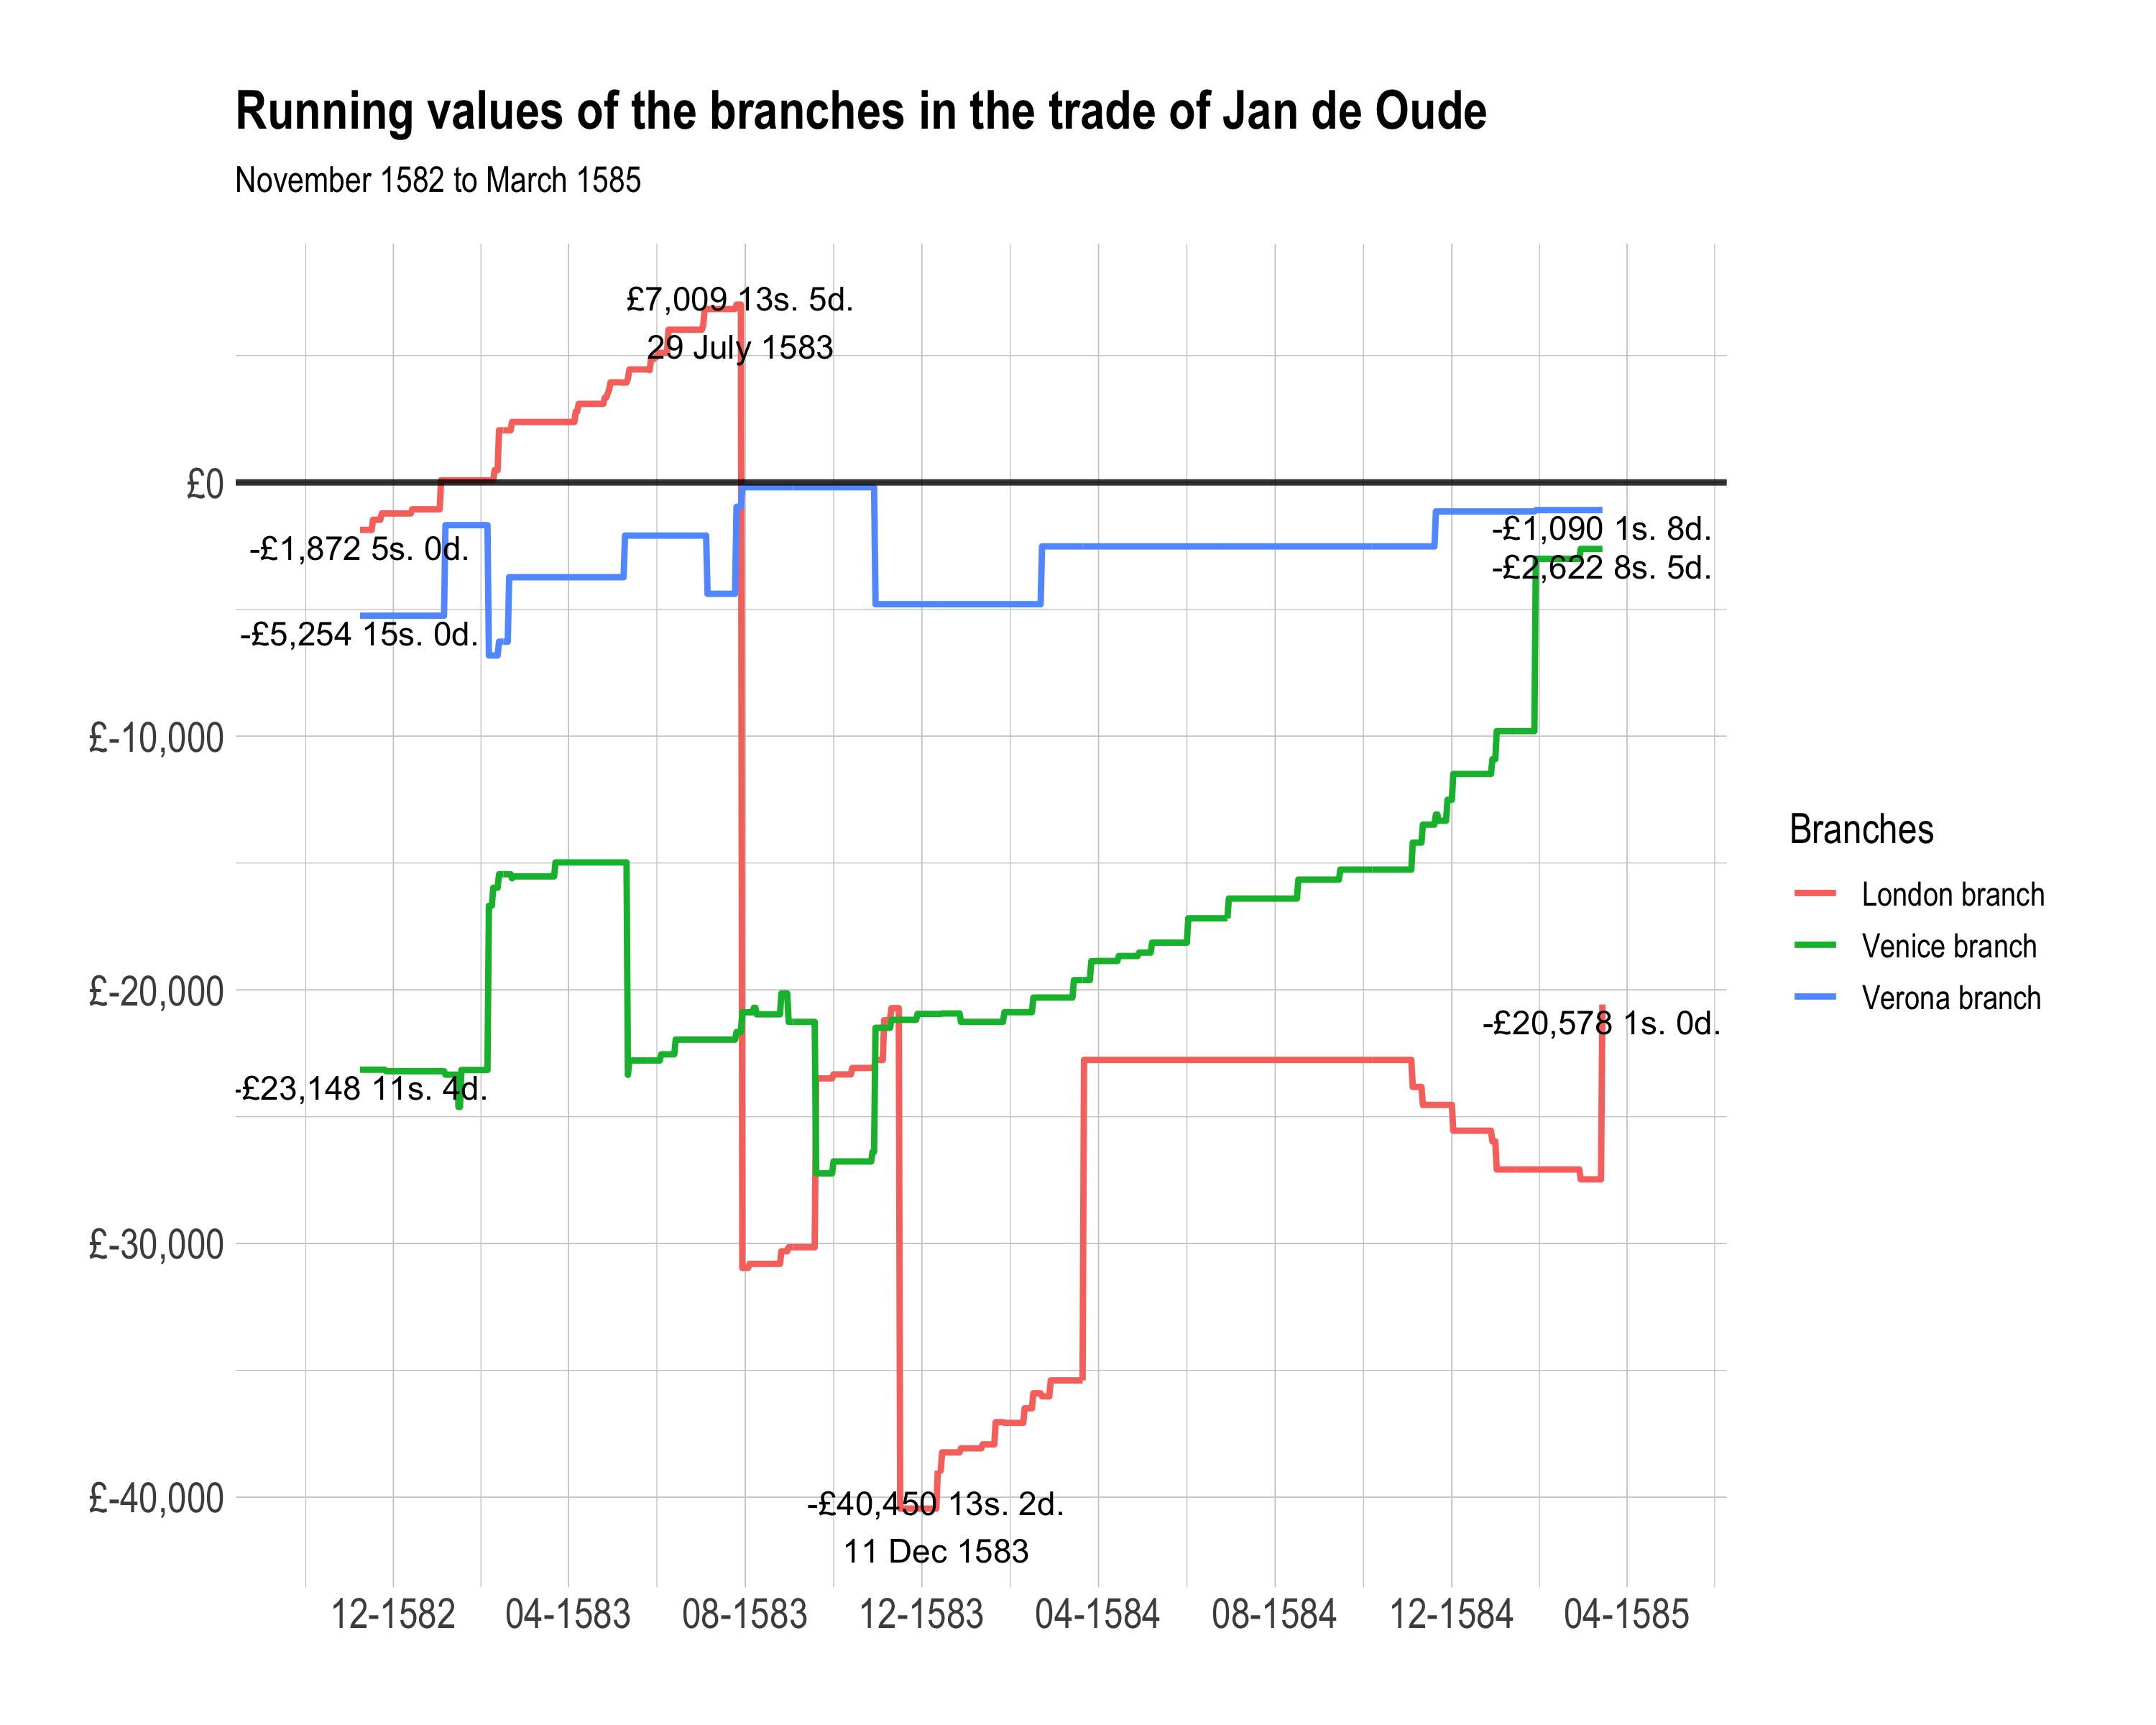 Running values of the branches in the trade of Jan de Oude
November 1582 to March 1585
£7,009 13s. 5d.
29 July 1583
£0
-£1,872 5s. 0d.
-£1,090 1s. 8d.
-£2,622 8s. 5d.
-£5,254 15s. 0d.
£-10,000
Branches
London branch
Venice branch
Verona branch
£-20,000
-£20,578 1s. 0d.
-£23,148 11s. 4d.
£-30,000
£-40,000
-£40,450 13s. 2d.
11 Dec 1583
12-1582 04-1583 08-1583 12-1583 04-1584 08-1584 12-1584 04-1585